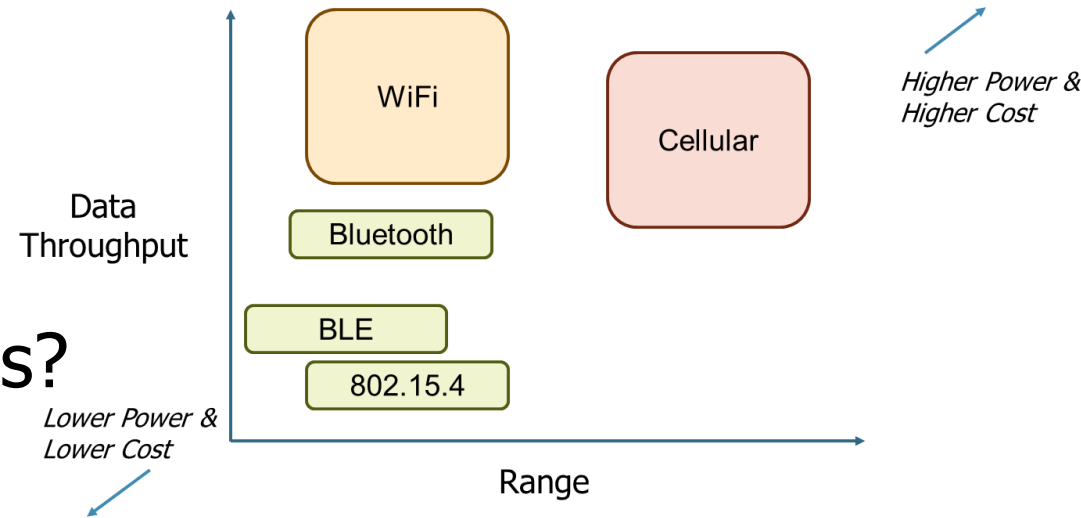 WiFi
Higher Power &
Higher Cost
Cellular
Data
Throughput
Bluetooth
BLE
s?
802.15.4
Lower Power &
Lower Cost
Range